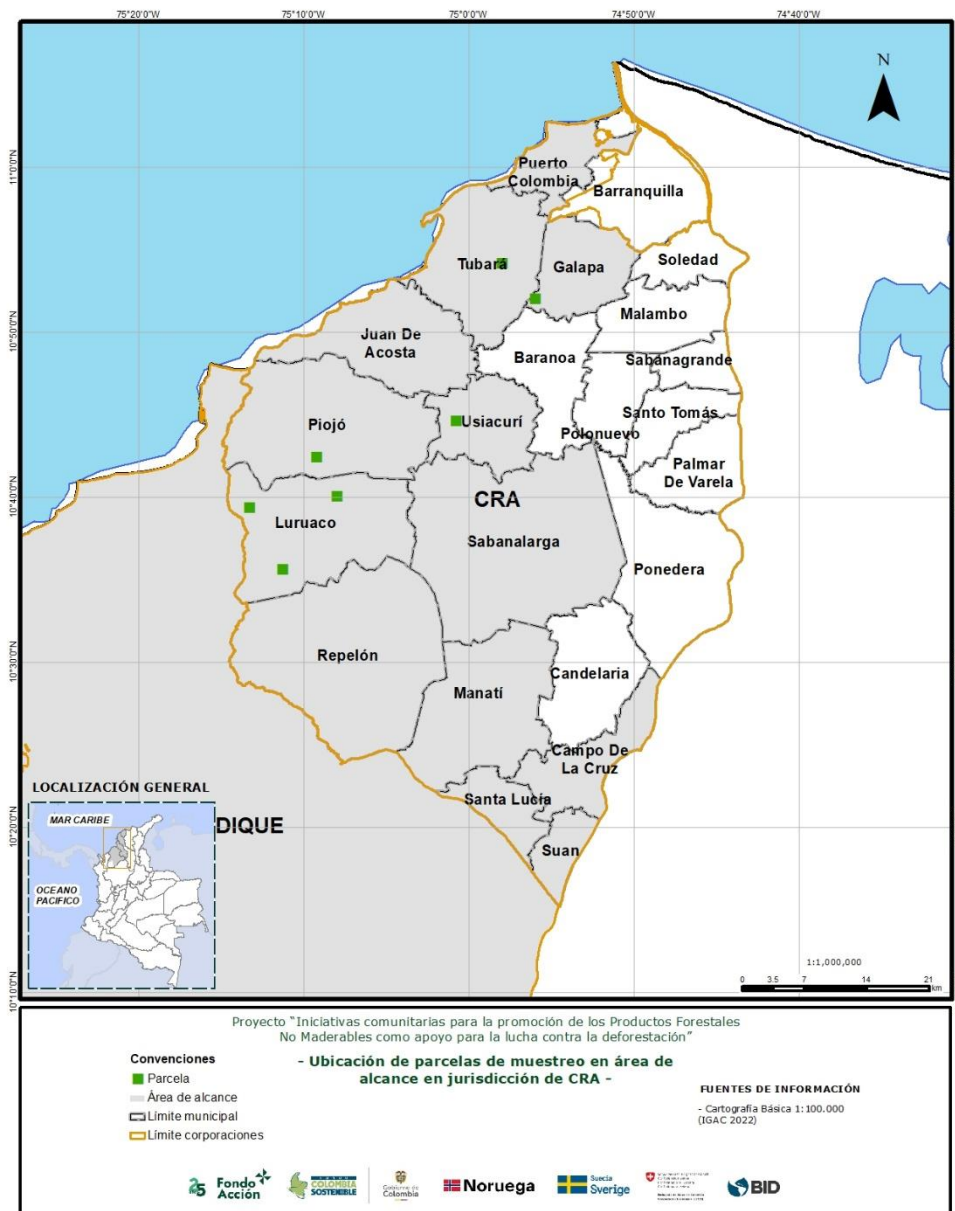 75°20'0"W
75°10'0"W
75°0'0"W
74°50'0"W
74°40'0"W
N
11°0'0"N
10°50'0"N
10°40'0"N
10°30'0"N
10°20'0"N
10°10'0"N
Puerto
Colombia
Barranquilla
Soledad
Tubará
Galapa
Malambo
Juan De
Acosta
Baranoa
Sabanagrande
Piojó
Usiacurí
Santo Tomás
Polonuevo
Palmar
De Varela
CRA
Luruaco
Sabanalarga
Ponedera
Repelón
Candelaria
Manatí
Campo De
La Cruz
Santa Lucía
Suan
DIQUE
LOCALIZACIÓN GENERAL
MAR CARIBE
OCEANO
PACIFICO
1:1,000,000
0 3.5 7 14 21
km
Proyecto "Iniciativas comunitarias para la promoción de los Productos Forestales
No Maderables como apoyo para la lucha contra la deforestación"
- Ubicación de parcelas de muestreo en área de
alcance en jurisdicción de CRA -
Convenciones
Parcela
Área de alcance
Límite municipal
Límite corporaciones
FUENTES DE INFORMACIÓN
- Cartografía Básica 1:100.000
(IGAC 2022)
Fondo
Acción
COLOMBIA
SOSTENIBLE
Gobierno de
Colombia
Noruega
Suecia
Sverige
BID